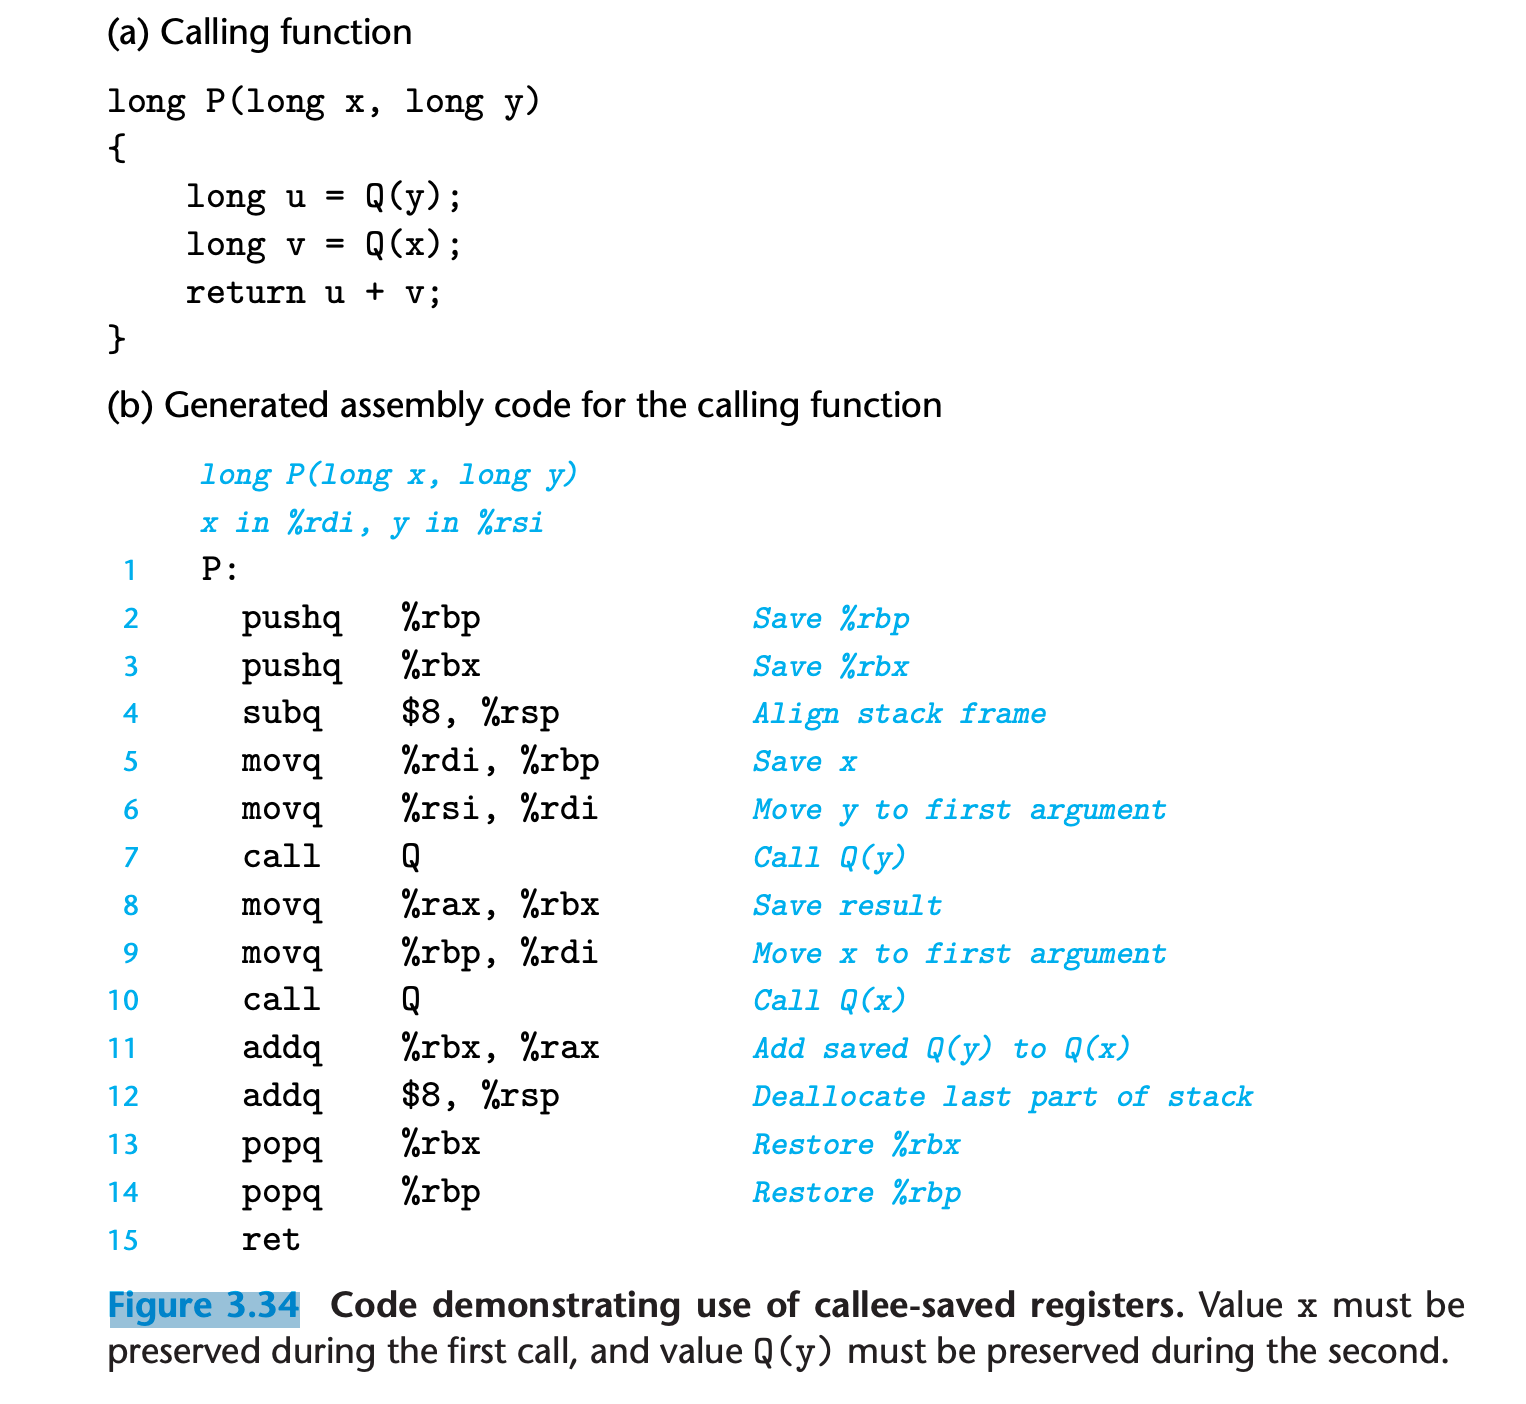 (a) Calling function
long P(long x, long y)
{
    long u = Q(y);
    long v = Q(x);
    return u + v;
}
(b) Generated assembly code for the calling function
long P(long x, long y)
x in %rdi, y in %rsi
1 P:
2 pushq %rbp Save %rbp
3 pushq %rbx Save %rbx
4 subq $8, %rsp Align stack frame
5 movq %rdi, %rbp Save x
6 movq %rsi, %rdi Move y to first argument
7 call Q Call Q(y)
8 movq %rax, %rbx Save result
9 movq %rbp, %rdi Move x to first argument
10 call Q Call Q(x)
11 addq %rbx, %rax Add saved Q(y) to Q(x)
12 addq $8, %rsp Deallocate last part of stack
13 popq %rbx Restore %rbx
14 popq %rbp Restore %rbp
15 ret
Figure 3.34 Code demonstrating use of callee-saved registers. Value x must be
preserved during the first call, and value Q(y) must be preserved during the second.